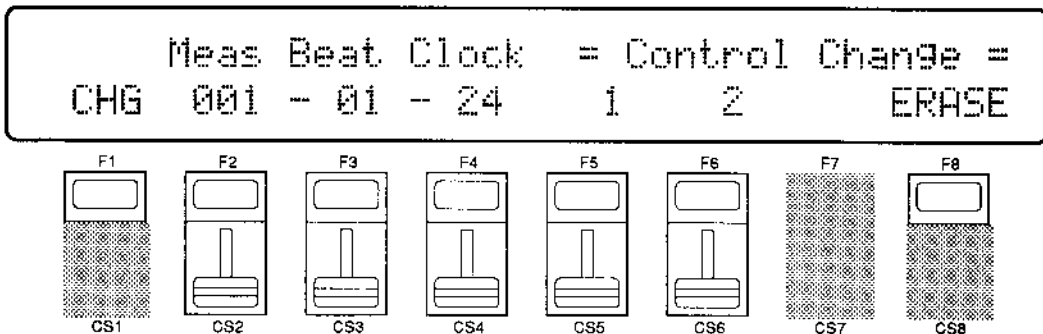 Meas Beat Clock = Control Change =
CHG 001 - 01 - 24 1 2 ERASE
F1 F2 F3 F4 F5 F6 F7 F8
CS1 CS2 CS3 CS4 CS5 CS6 CS7 CS8